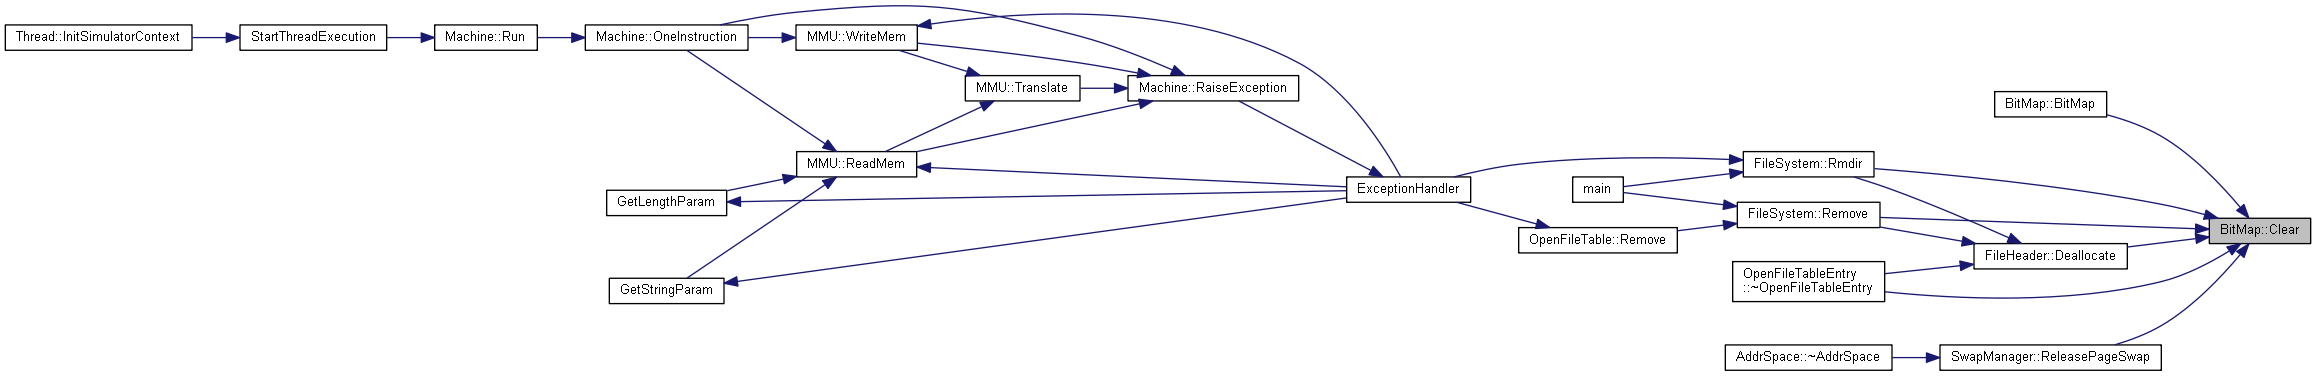 Thread::InitSimulatorContext
StartThreadExecution
Machine::Run
Machine::OneInstruction
MMU::WriteMem
MMU::Translate
Machine::RaiseException
MMU::ReadMem
GetLengthParam
GetStringParam
ExceptionHandler
BitMap::BitMap
FileSystem::Rmdir
main
FileSystem::Remove
OpenFileTable::Remove
BitMap::Clear
FileHeader::Deallocate
OpenFileTableEntry
::~OpenFileTableEntry
AddrSpace::~AddrSpace
SwapManager::ReleasePageSwap